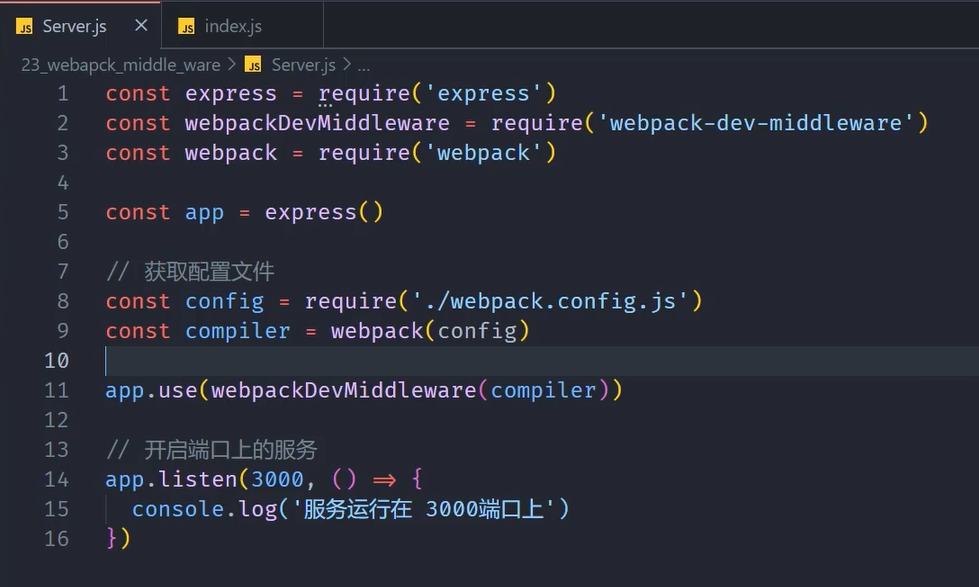 JS Server.js × JS index.js
23_webapck_middle_ware > JS Server.js > ...
1 const express = require('express')
2 const webpackDevMiddleware = require('webpack-dev-middleware')
3 const webpack = require('webpack')
4
5 const app = express()
6
7 // 获取配置文件
8 const config = require('./webpack.config.js')
9 const compiler = webpack(config)
10
11 app.use(webpackDevMiddleware(compiler))
12
13 // 开启端口上的服务
14 app.listen(3000, () => {
15 console.log('服务运行在 3000端口上')
16 })